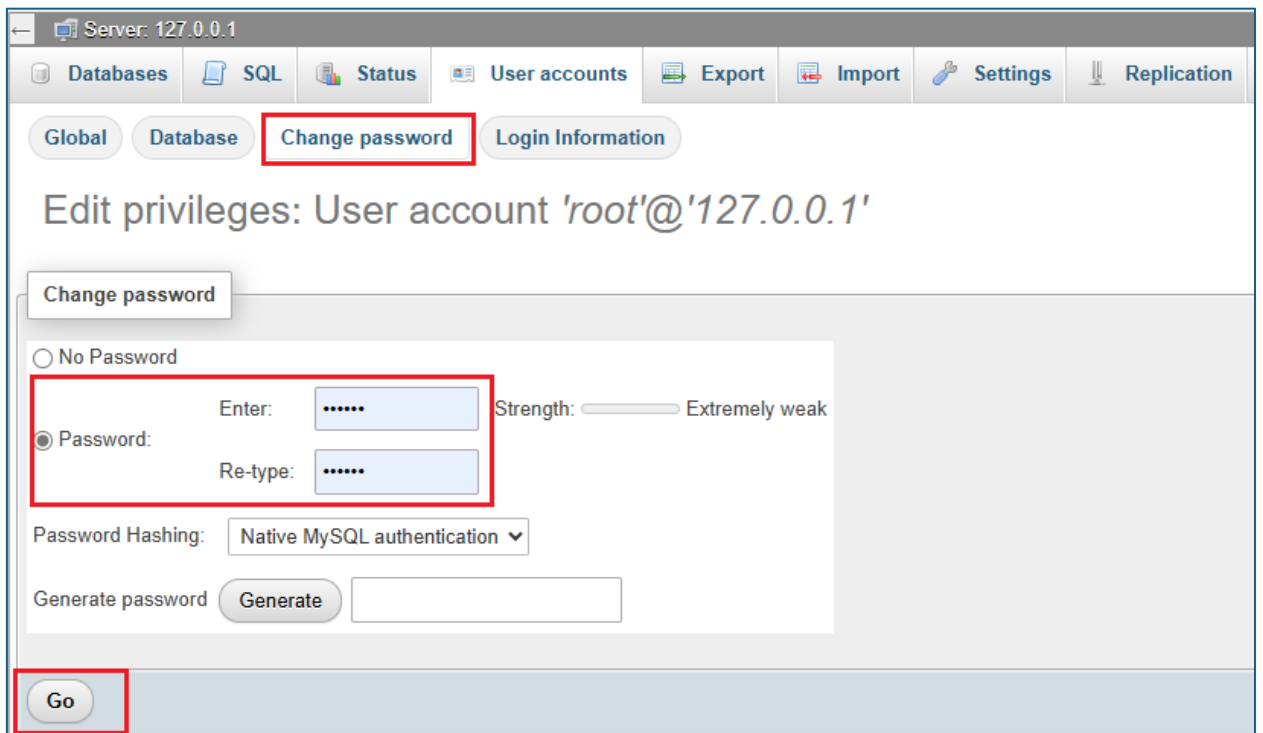 Server: 127.0.0.1
Databases SQL Status User accounts Export Import Settings Replication
Global Database Change password Login Information
Edit privileges: User account 'root'@'127.0.0.1'
Change password
No Password
Enter: •••••• Strength: Extremely weak
Password:
Re-type: ••••••
Password Hashing: Native MySQL authentication
Generate password Generate
Go